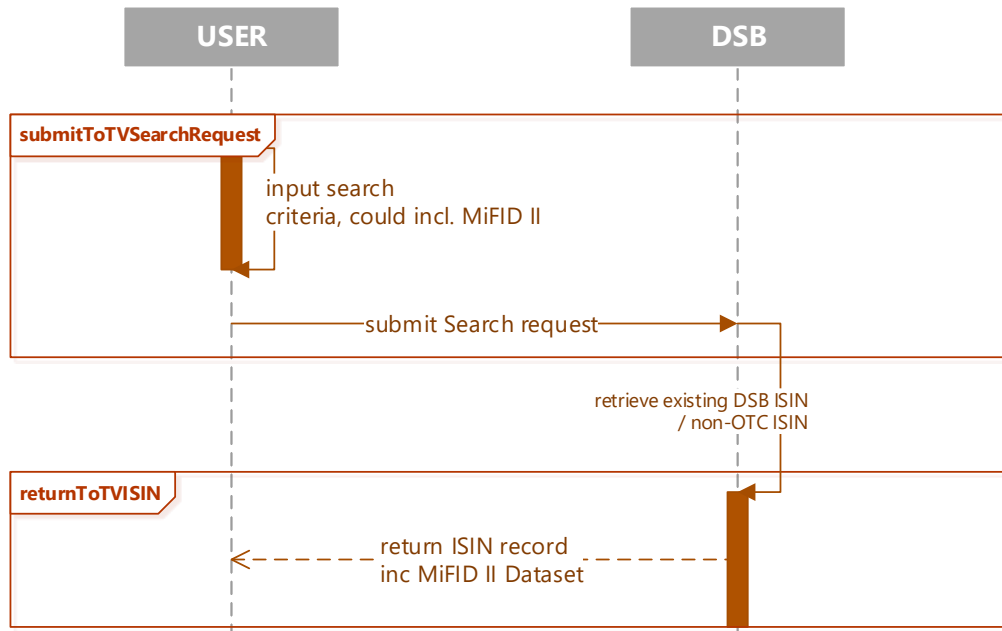 USER
DSB
submitToTVSearchRequest
input search
criteria, could incl. MiFID II
submit Search request
retrieve existing DSB ISIN
/ non-OTC ISIN
returnToTVISIN
return ISIN record
inc MiFID II Dataset